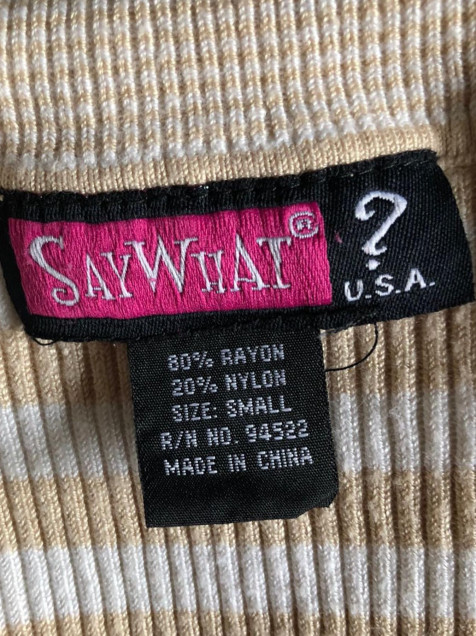 SAYWHAT®
?
U.S.A.
80% RAYON
20% NYLON
SIZE: SMALL
R/N NO. 94522
MADE IN CHINA